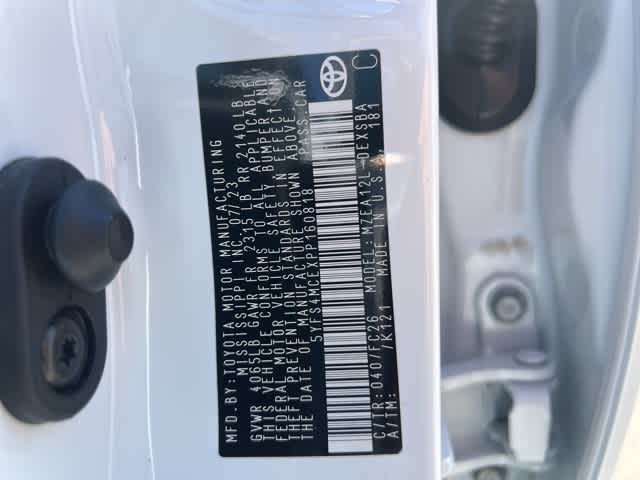 MFD.BY:TOYOTA MOTOR MANUFACTURING
MISSISSIPPI INC.07/23
GVWR 4065LB GAWR FR 2315 LB RR 2140LB
THIS VEHICLE CONFORMS TO ALL APPLICABLE
FEDERAL MOTOR VEHICLE SAFETY, BUMPER AND
THEFT PREVENTION STANDARDS IN EFFECT ON
THE DATE OF MANUFACTURE SHOWN ABOVE.
5YFS4MCEXPP160818 PASS.CAR
C/TR: 040/FC26 MODEL: MZEA12L-DEXSBA
A/TM: /K121 MADE IN U.S.A. 181
C